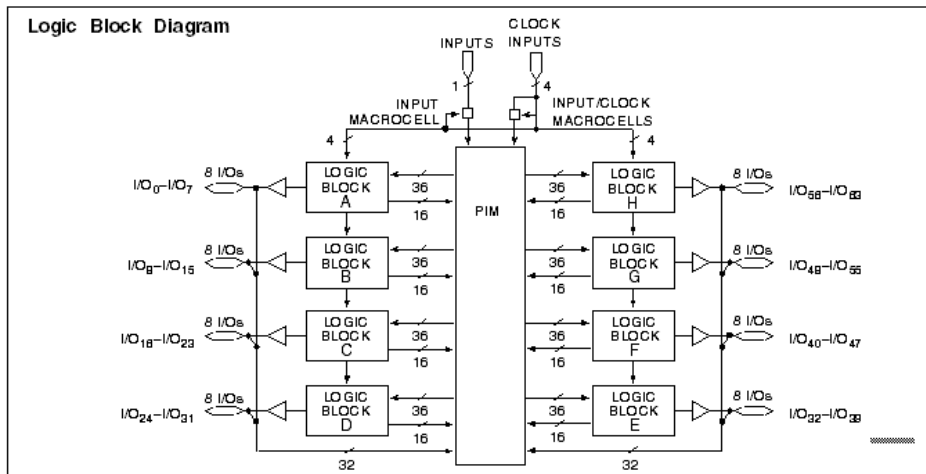 Logic Block Diagram
INPUTS
CLOCK
INPUTS
1
4
INPUT
MACROCELL
INPUT/CLOCK
MACROCELLS
4
4
PIM
8 I/Os
I/O0–I/O7
LOGIC
BLOCK
A
36
16
36
16
LOGIC
BLOCK
H
8 I/Os
I/O56–I/O63
8 I/Os
I/O8–I/O15
LOGIC
BLOCK
B
36
16
36
16
LOGIC
BLOCK
G
8 I/Os
I/O48–I/O55
8 I/Os
I/O16–I/O23
LOGIC
BLOCK
C
36
16
36
16
LOGIC
BLOCK
F
8 I/Os
I/O40–I/O47
8 I/Os
I/O24–I/O31
LOGIC
BLOCK
D
36
16
36
16
LOGIC
BLOCK
E
8 I/Os
I/O32–I/O39
32
32